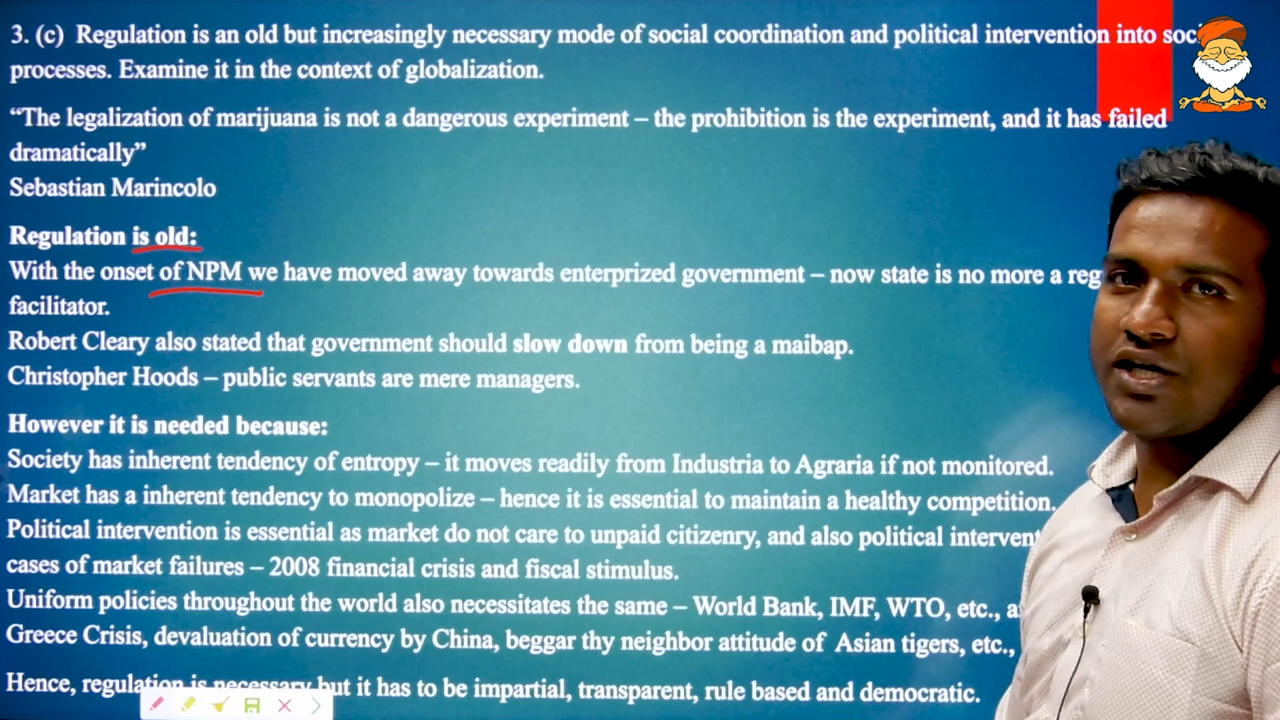 3. (c) Regulation is an old but increasingly necessary mode of social coordination and political intervention into
processes. Examine it in the context of globalization.
“The legalization of marijuana is not a dangerous experiment – the prohibition is the experiment, and it has failed
dramatically”
Sebastian Marincolo
Regulation is old:
With the onset of NPM we have moved away towards enterprized government – now state is no more a
facilitator.
Robert Cleary also stated that government should slow down from being a maibap.
Christopher Hoods – public servants are mere managers.
However it is needed because:
Society has inherent tendency of entropy – it moves readily from Industria to Agraria if not monitored.
Market has a inherent tendency to monopolize – hence it is essential to maintain a healthy competition.
Political intervention is essential as market do not care to unpaid citizenry, and also political
cases of market failures – 2008 financial crisis and fiscal stimulus.
Uniform policies throughout the world also necessitates the same – World Bank, IMF, WTO, etc.,
Greece Crisis, devaluation of currency by China, beggar thy neighbor attitude of Asian tigers, etc.,
Hence, regulation is necessary but it has to be impartial, transparent, rule based and democratic.